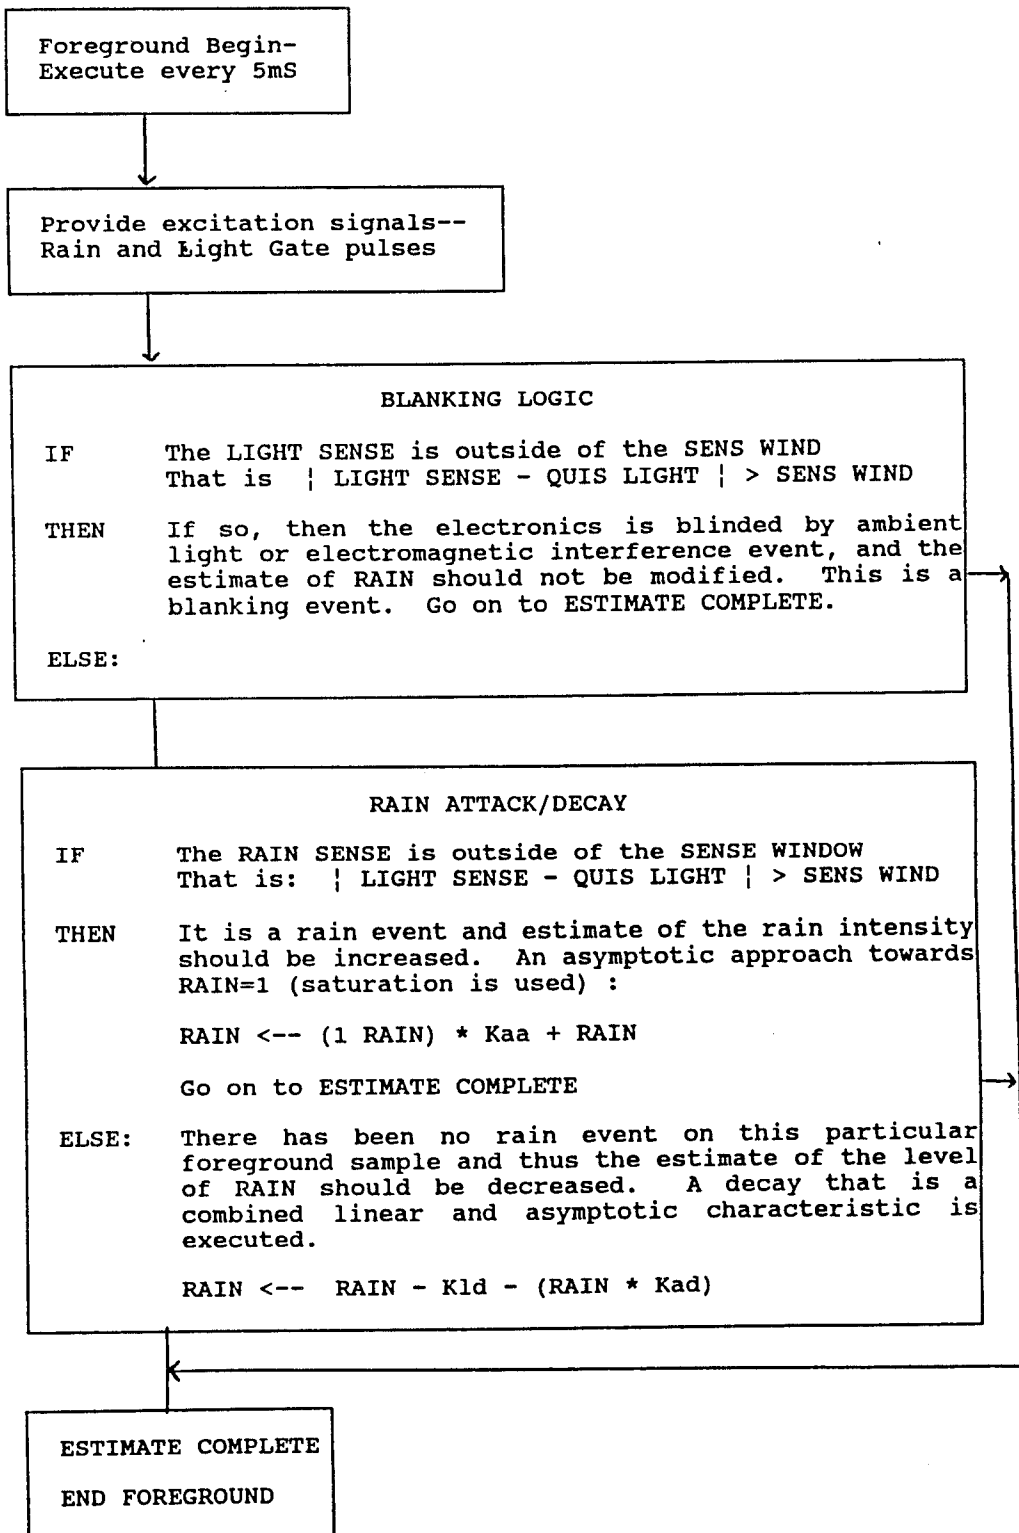 Foreground Begin-
Execute every 5mS
Provide excitation signals--
Rain and Light Gate pulses
BLANKING LOGIC
IF The LIGHT SENSE is outside of the SENS WIND
That is ¦ LIGHT SENSE - QUIS LIGHT ¦ > SENS WIND
THEN If so, then the electronics is blinded by ambient
light or electromagnetic interference event, and the
estimate of RAIN should not be modified. This is a
blanking event. Go on to ESTIMATE COMPLETE.
ELSE:
RAIN ATTACK/DECAY
IF The RAIN SENSE is outside of the SENSE WINDOW
That is: ¦ LIGHT SENSE - QUIS LIGHT ¦ > SENS WIND
THEN It is a rain event and estimate of the rain intensity
should be increased. An asymptotic approach towards
RAIN=1 (saturation is used) :
RAIN <-- (1 RAIN) * Kaa + RAIN
Go on to ESTIMATE COMPLETE
ELSE: There has been no rain event on this particular
foreground sample and thus the estimate of the level
of RAIN should be decreased. A decay that is a
combined linear and asymptotic characteristic is
executed.
RAIN <-- RAIN - Kld - (RAIN * Kad)
ESTIMATE COMPLETE
END FOREGROUND